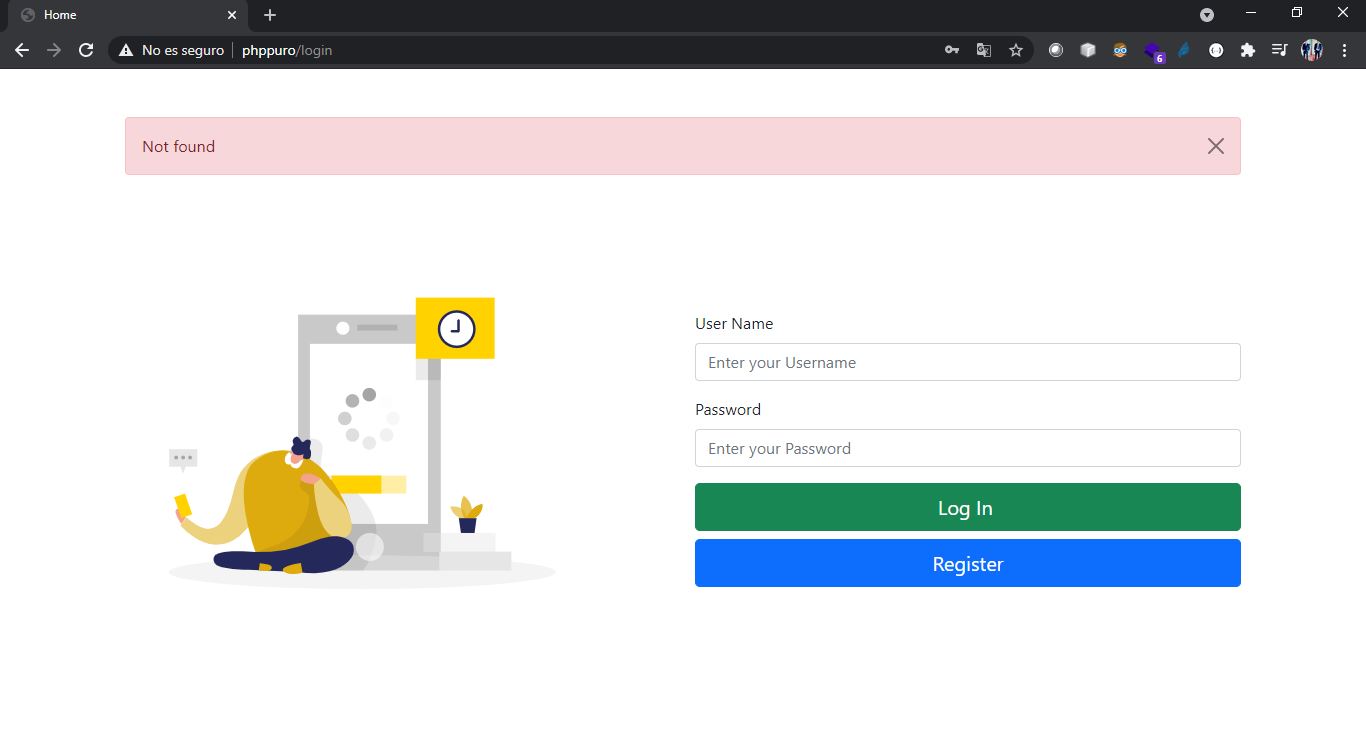 Home
No es seguro
phppuro/login
6
Not found
User Name
Enter your Username
Password
Enter your Password
Log In
Register